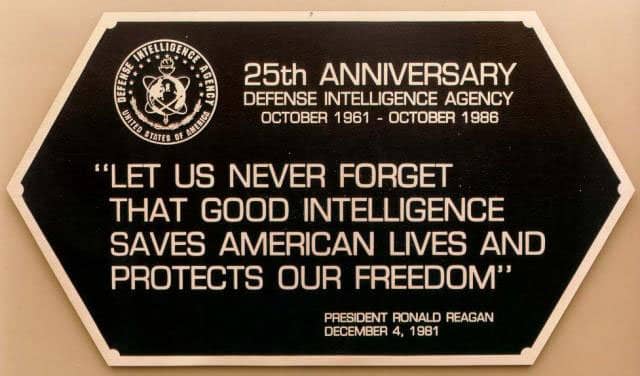 DEFENSE INTELLIGENCE AGENCY
UNITED STATES OF AMERICA
25th ANNIVERSARY
DEFENSE INTELLIGENCE AGENCY
OCTOBER 1961 - OCTOBER 1986
"LET US NEVER FORGET
THAT GOOD INTELLIGENCE
SAVES AMERICAN LIVES AND
PROTECTS OUR FREEDOM"
PRESIDENT RONALD REAGAN
DECEMBER 4, 1981